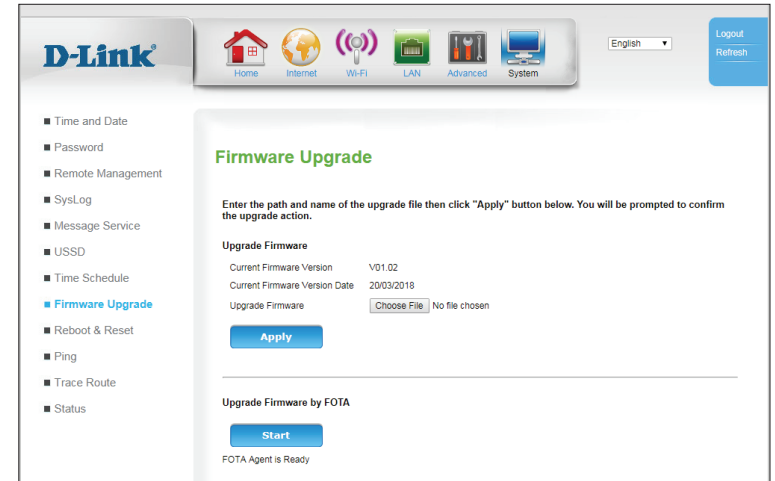 D-Link
Home
Internet
Wi-Fi
LAN
Advanced
System
English
Logout
Refresh
Time and Date
Password
Remote Management
SysLog
Message Service
USSD
Time Schedule
Firmware Upgrade
Reboot & Reset
Ping
Trace Route
Status
Firmware Upgrade
Enter the path and name of the upgrade file then click "Apply" button below. You will be prompted to confirm
the upgrade action.
Upgrade Firmware
Current Firmware Version V01.02
Current Firmware Version Date 20/03/2018
Upgrade Firmware Choose File No file chosen
Apply
Upgrade Firmware by FOTA
Start
FOTA Agent is Ready